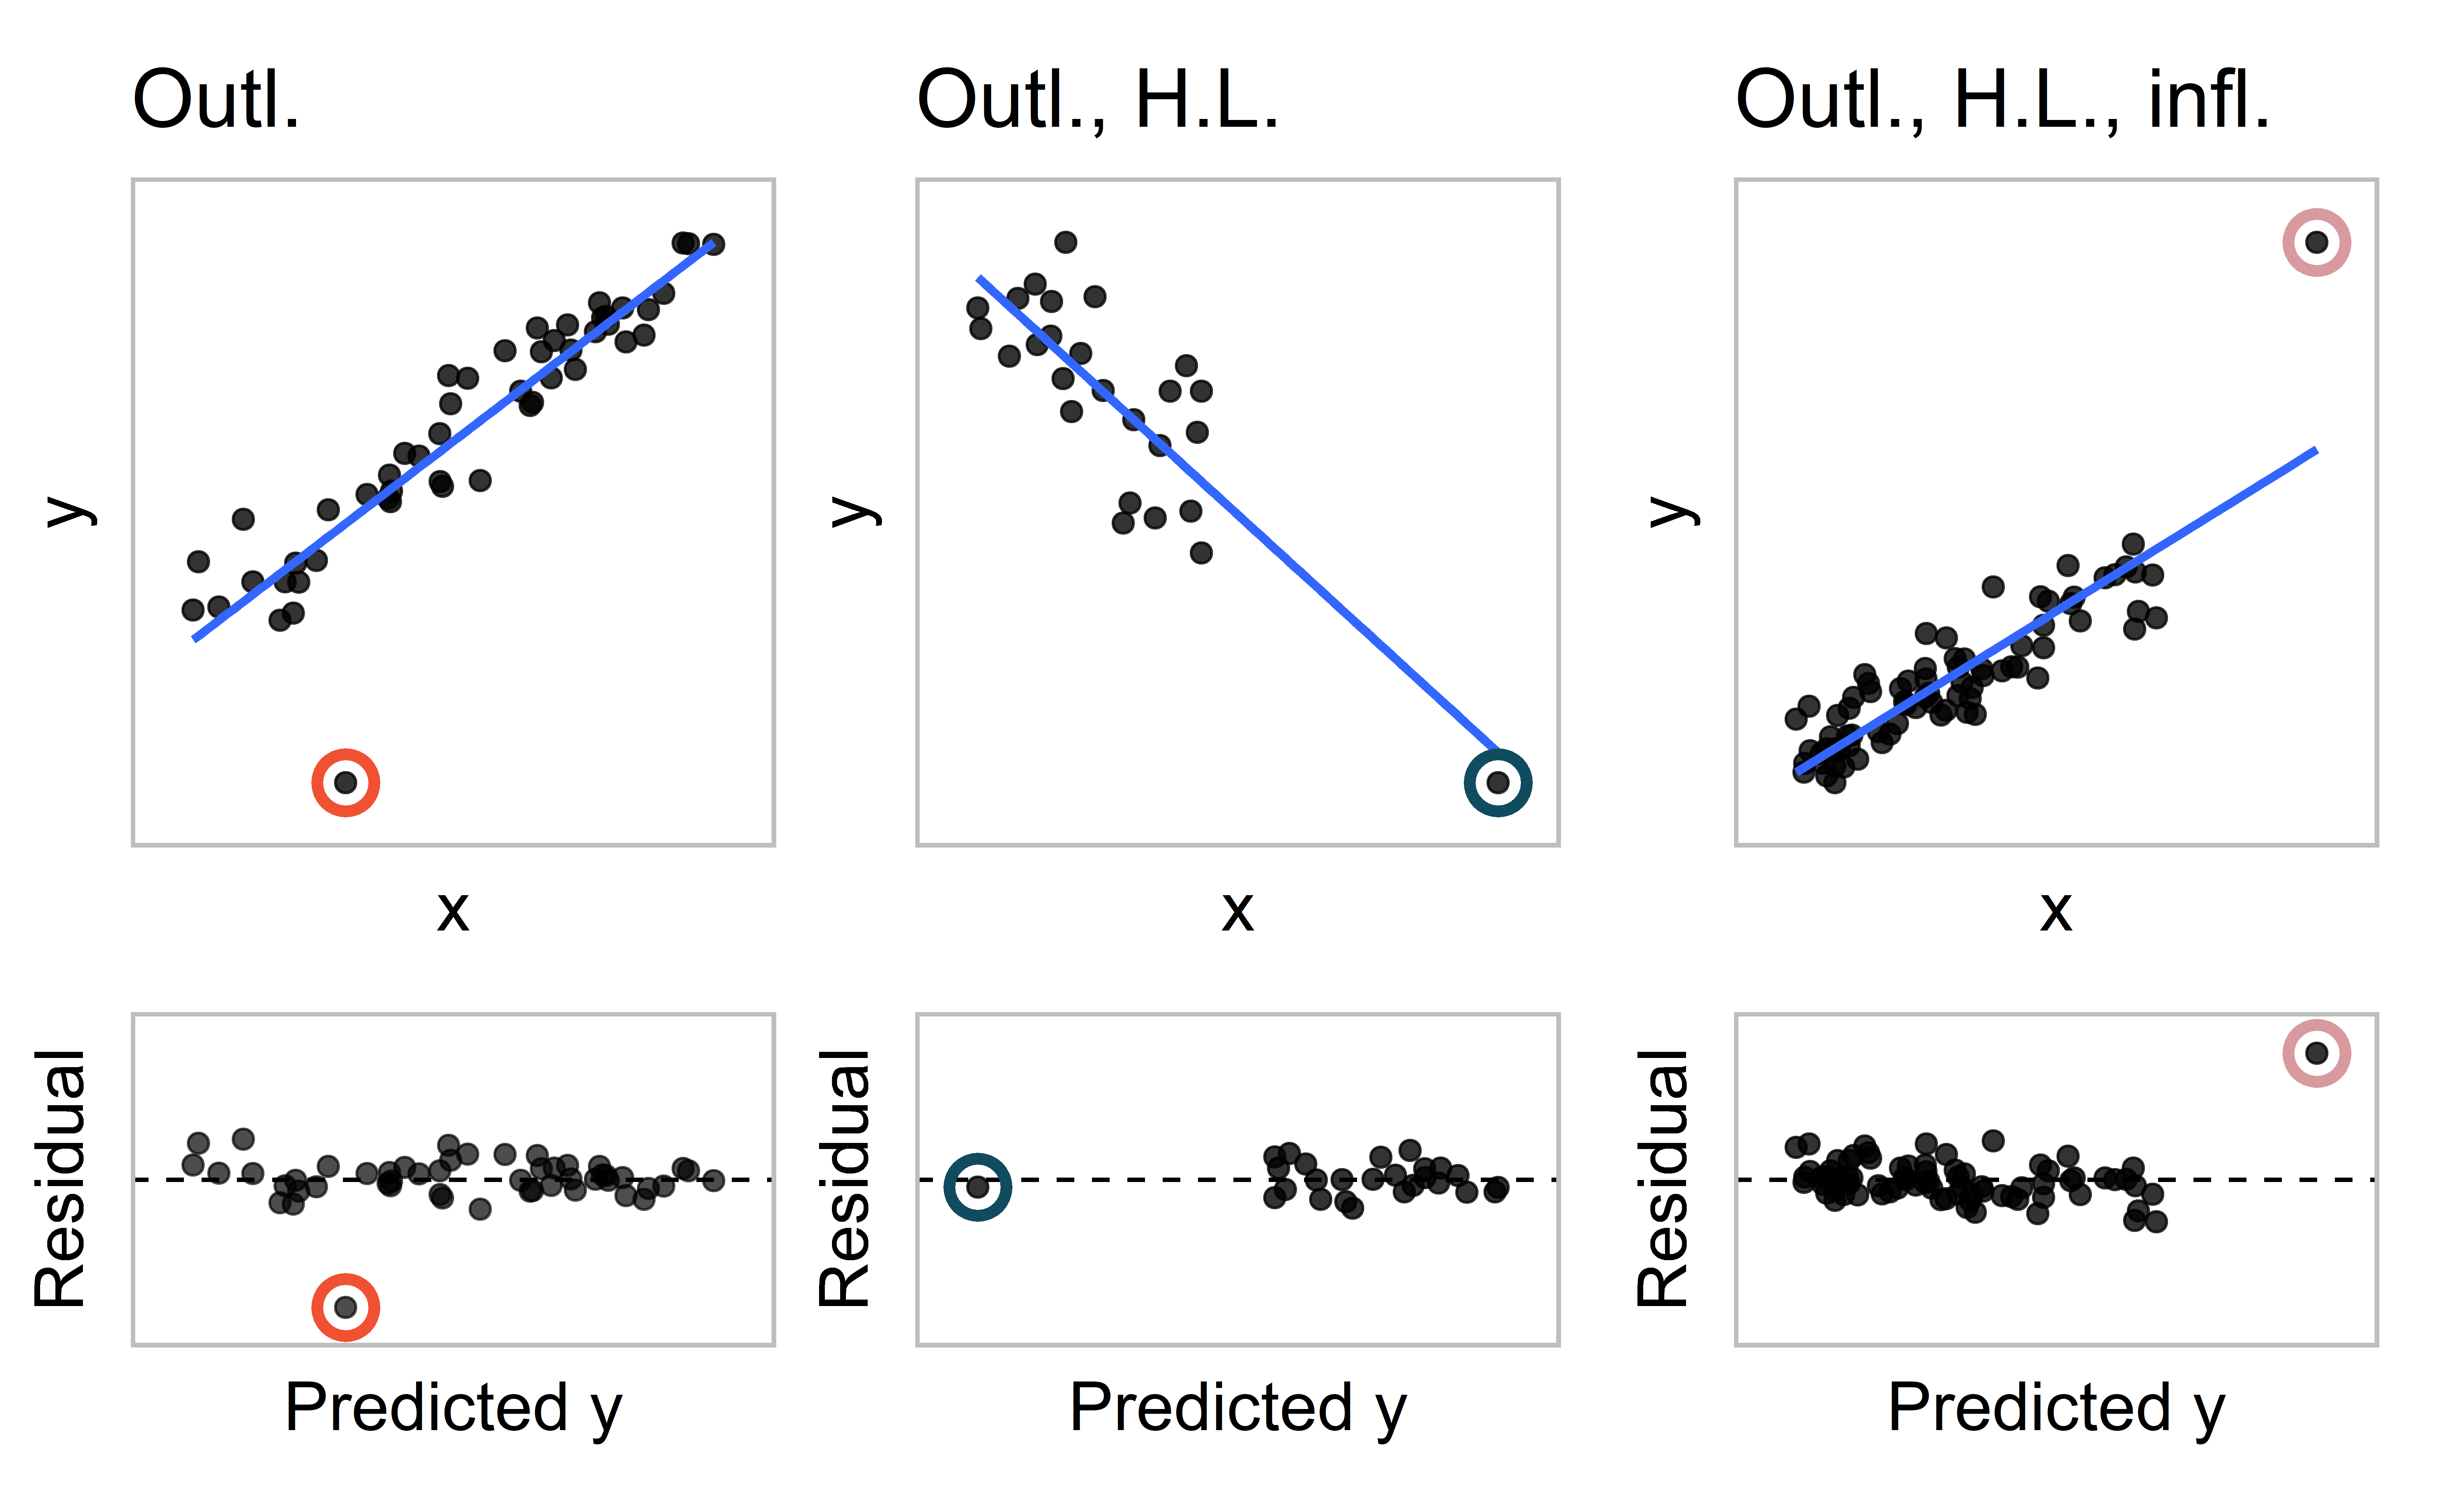 Outl.
Outl., H.L.
Outl., H.L., infl.
y
y
y
x
x
x
Residual
Residual
Residual
Predicted y
Predicted y
Predicted y